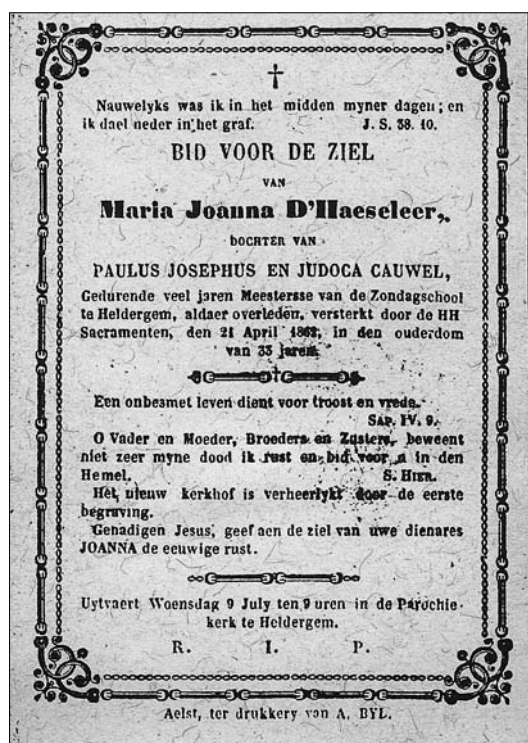 †
Nauwelyks was ik in het midden myner dagen; en
ik dael neder in het graf. J. S. 38. 10.
BID VOOR DE ZIEL
VAN
Maria Joanna D'Haeseleer,
DOCHTER VAN
PAULUS JOSEPHUS EN JUDOCA CAUWEL,
Gedurende veel jaren Meestersse van de Zondagschool
te Heldergem, aldaer overleden, versterkt door de HH
Sacramenten, den 21 April 1862, in den ouderdom
van 33 jaren.
Een onbesmet leven dient voor troost en vrede.
SAP. IV. 9.
O Vader en Moeder, Broeders en Zusters, beweent
niet zeer myne dood ik rust en bid voor u in den
Hemel. S. HIER.
Het nieuw kerkhof is verheerlykt door de eerste
begraving.
Genadigen Jesus, geef aen de ziel van uwe dienares
JOANNA de eeuwige rust.
Uytvaert Woensdag 9 July ten 9 uren in de Parochie-
kerk te Heldergem.
R. I. P.
Aelst, ter drukkery van A. BYL.